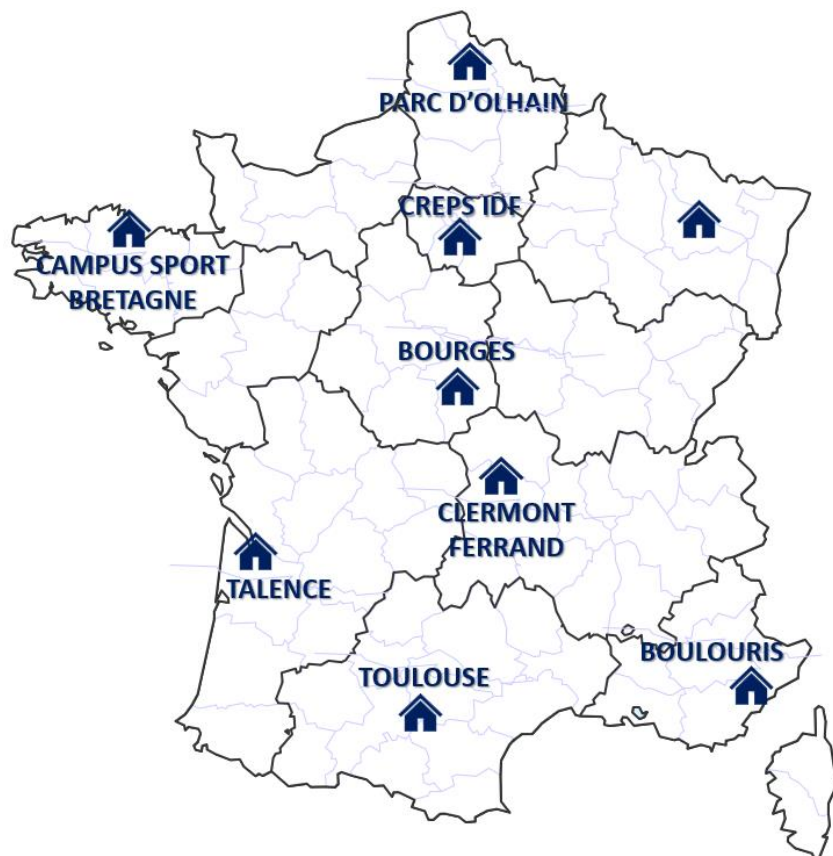 PARC D'OLHAIN
CREPS IDF
CAMPUS SPORT
BRETAGNE
BOURGES
CLERMONT
FERRAND
TALENCE
BOULOURIS
TOULOUSE